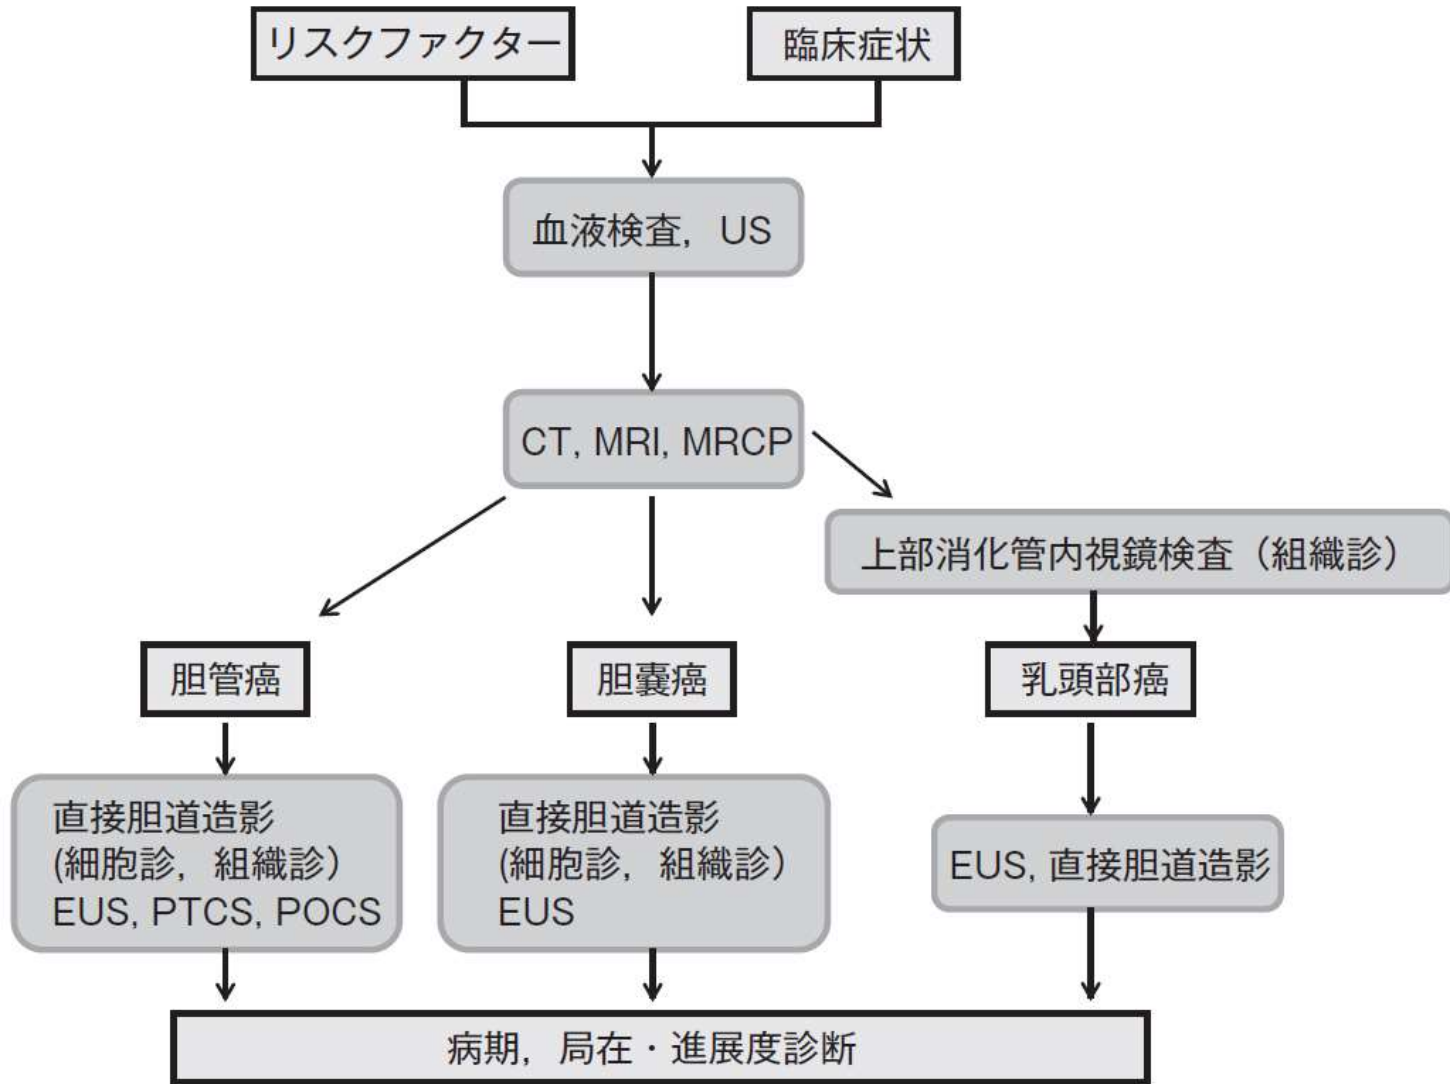 リスクファクター
臨床症状
血液検査，US
CT, MRI, MRCP
上部消化管内視鏡検査（組織診）
胆管癌
胆嚢癌
乳頭部癌
直接胆道造影
(細胞診，組織診）
EUS, PTCS, POCS
直接胆道造影
(細胞診，組織診）
EUS
EUS, 直接胆道造影
病期，局在・進展度診断